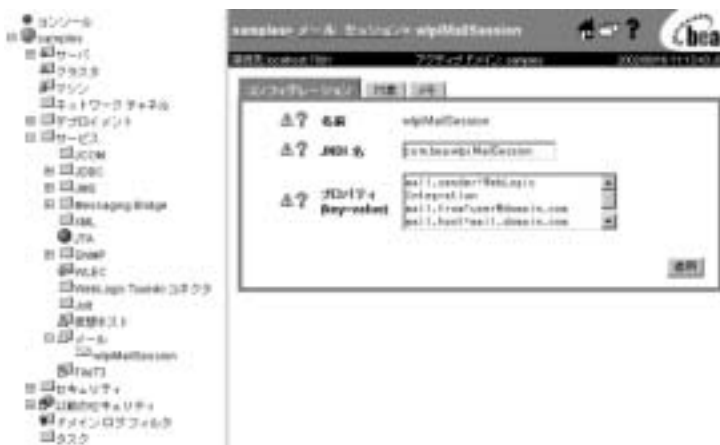 コンソール
samples
サーバ
クラスタ
マシン
ネットワーク チャネル
デプロイメント
サービス
JCOM
JDBC
JMS
Messaging Bridge
XML
JTA
SNMP
WLEC
WebLogic Tuxedo コネクタ
Jolt
仮想ホスト
メール
wlpiMailSession
FileT3
セキュリティ
以前のセキュリティ
ドメイン ログ フィルタ
タスク
samples> メール セッション> wlpiMailSession
?
bea
アクティブ ドメイン: samples
コンフィグレーション
対象
メモ
? 名前
wlpiMailSession
? JNDI 名
com.bea.wlpi.MailSession
? プロパティ
(key=value)
mail.sender=WebLogic
Integration
mail.from=user@domain.com
mail.host=mail.domain.com
適用